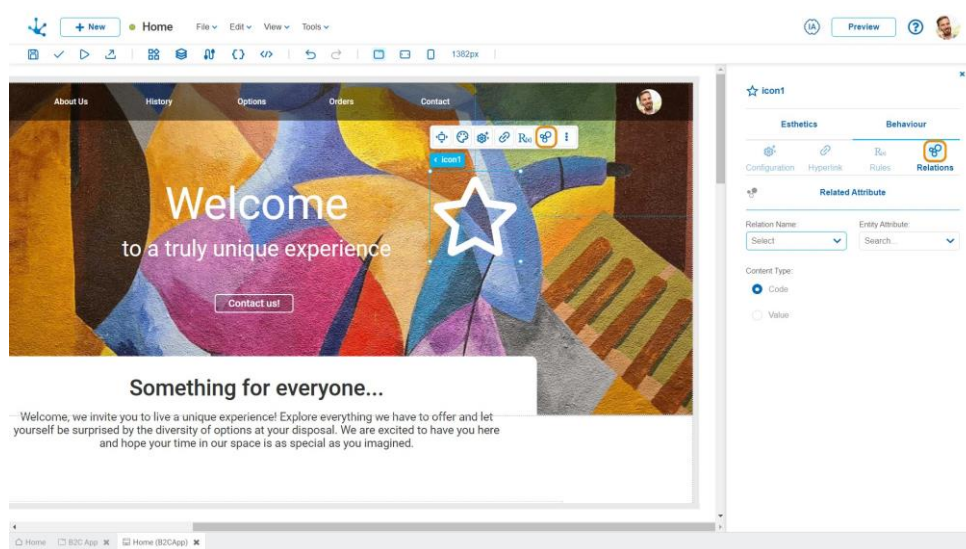 + New
Home
File
Edit
View
Tools
IA
Preview
?
1382px
About Us
History
Options
Orders
Contact
icon1
Welcome
to a truly unique experience
Contact us!
Something for everyone...
Welcome, we invite you to live a unique experience! Explore everything we have to offer and let
yourself be surprised by the diversity of options at your disposal. We are excited to have you here
and hope your time in our space is as special as you imagined.
icon1
Esthetics
Behaviour
Configuration
Hyperlink
Rules
Relations
Related Attribute
Relation Name:
Entity Attribute:
Select
Search...
Content Type:
Code
Value
Home
B2C App
Home (B2CApp)